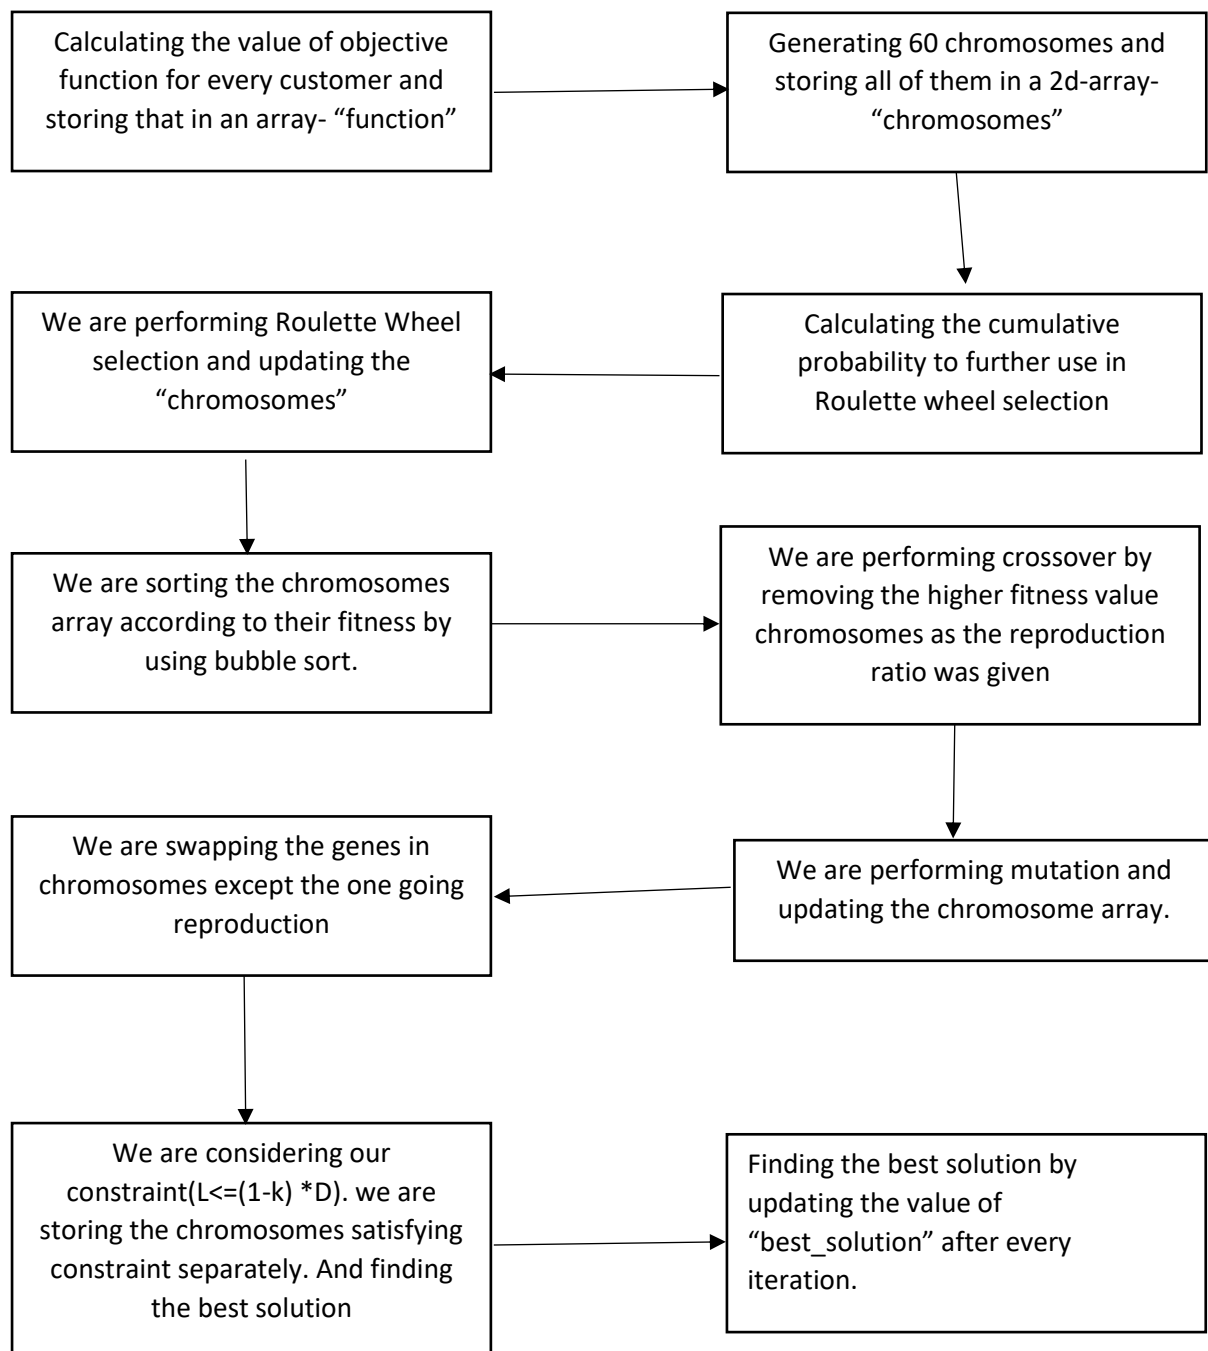 Calculating the value of objective
function for every customer and
storing that in an array- “function”
Generating 60 chromosomes and
storing all of them in a 2d-array-
“chromosomes”
Calculating the cumulative
probability to further use in
Roulette wheel selection
We are performing Roulette Wheel
selection and updating the
“chromosomes”
We are sorting the chromosomes
array according to their fitness by
using bubble sort.
We are performing crossover by
removing the higher fitness value
chromosomes as the reproduction
ratio was given
We are performing mutation and
updating the chromosome array.
We are swapping the genes in
chromosomes except the one going
reproduction
We are considering our
constraint(L<=(1-k) *D). we are
storing the chromosomes satisfying
constraint separately. And finding
the best solution
Finding the best solution by
updating the value of
“best_solution” after every
iteration.